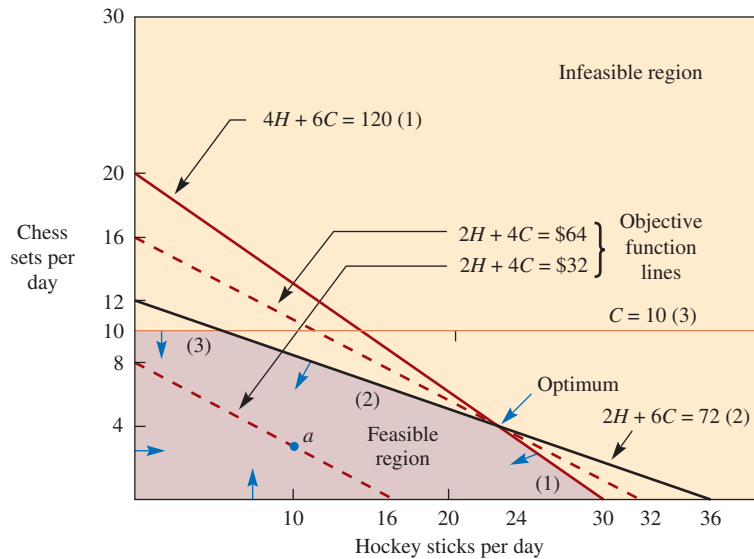 30
Infeasible region
4H + 6C = 120 (1)
20
Chess
sets per
day
16
2H + 4C = $64
2H + 4C = $32
Objective
function
lines
12
C = 10 (3)
10
(3)
8
Optimum
(2)
2H + 6C = 72 (2)
4
a
Feasible
region
(1)
10
16
20
24
30
32
36
Hockey sticks per day